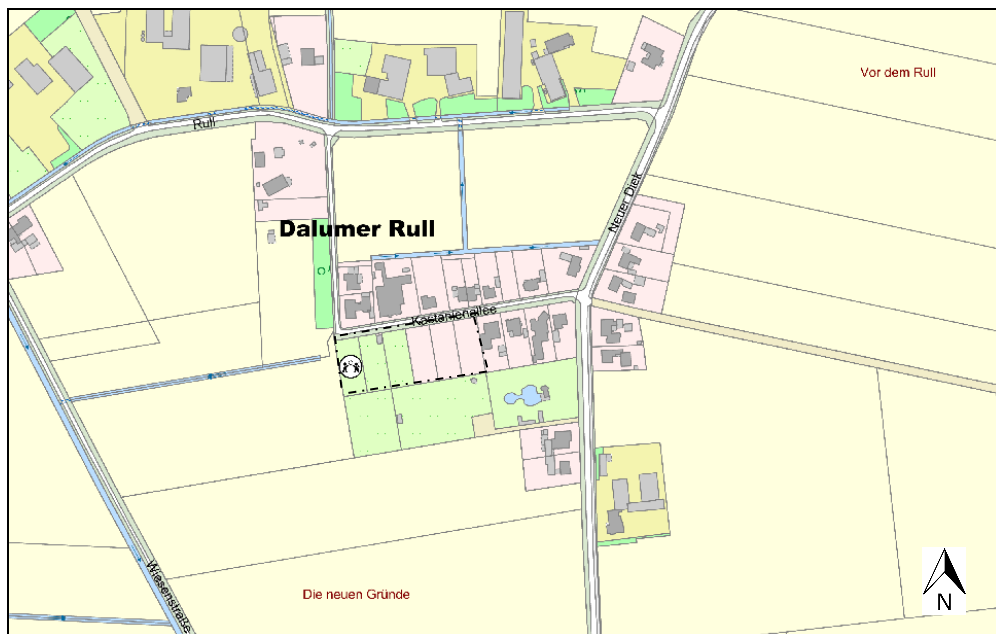 Vor dem Rull
Rull
Neuer Diek
Dalumer Rull
Kastanienallee
Wiesenstraße
Die neuen Gründe
N